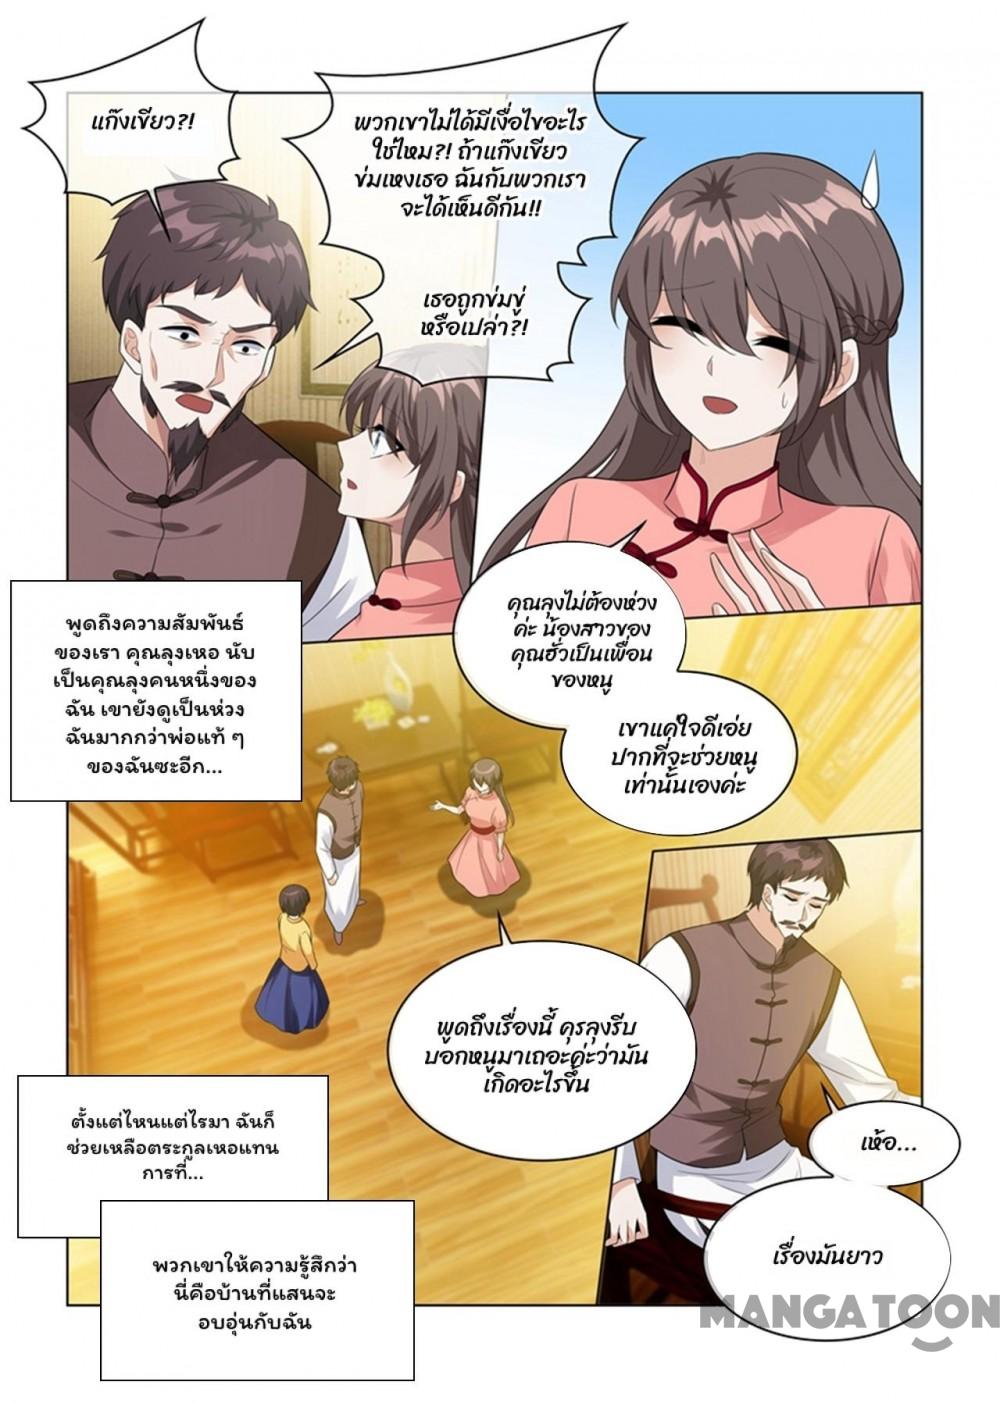 แก๊งเขียว?!
พวกเขาไม่ได้มีเงื่อไขอะไร
ใช่ไหม?! ถ้าแก๊งเขียว
ข่มเหงเธอ ฉันกับพวกเรา
จะได้เห็นดีกัน!!
เธอถูกข่มขู่
หรือเปล่า?!
คุณลุงไม่ต้องห่วง
ค่ะ น้องสาวของ
คุณฮั่วเป็นเพื่อน
ของหนู
พูดถึงความสัมพันธ์
ของเรา คุณลุงเหอ นับ
เป็นคุณลุงคนหนึ่งของ
ฉัน เขายังดูเป็นห่วง
ฉันมากกว่าพ่อแท้ ๆ
ของฉันซะอีก...
เขาแค่ใจดีเอ่ย
ปากที่จะช่วยหนู
เท่านั้นเองค่ะ
พูดถึงเรื่องนี้ คุรลุงรีบ
บอกหนูมาเถอะค่ะว่ามัน
เกิดอะไรขึ้น
ตั้งแต่ไหนแต่ไรมา ฉันก็
ช่วยเหลือตระกูลเหอแทน
การที่...
เห้อ...
พวกเขาให้ความรู้สึกว่า
นี่คือบ้านที่แสนจะ
อบอุ่นกับฉัน
เรื่องมันยาว
MANGATOON